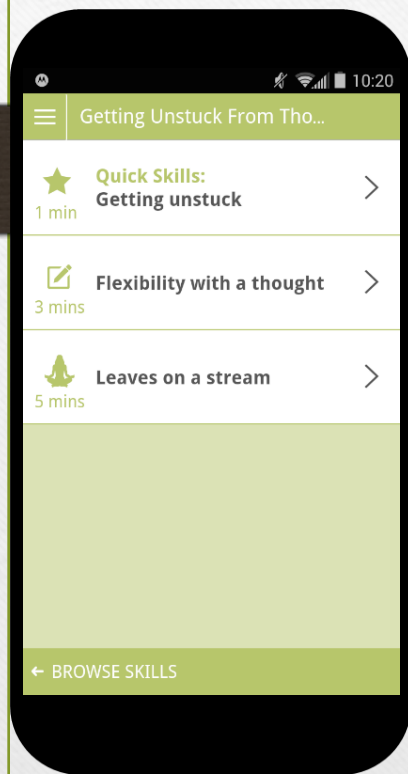 10:20
Getting Unstuck From Tho...
Quick Skills:
Getting unstuck
1 min
Flexibility with a thought
3 mins
Leaves on a stream
5 mins
← BROWSE SKILLS